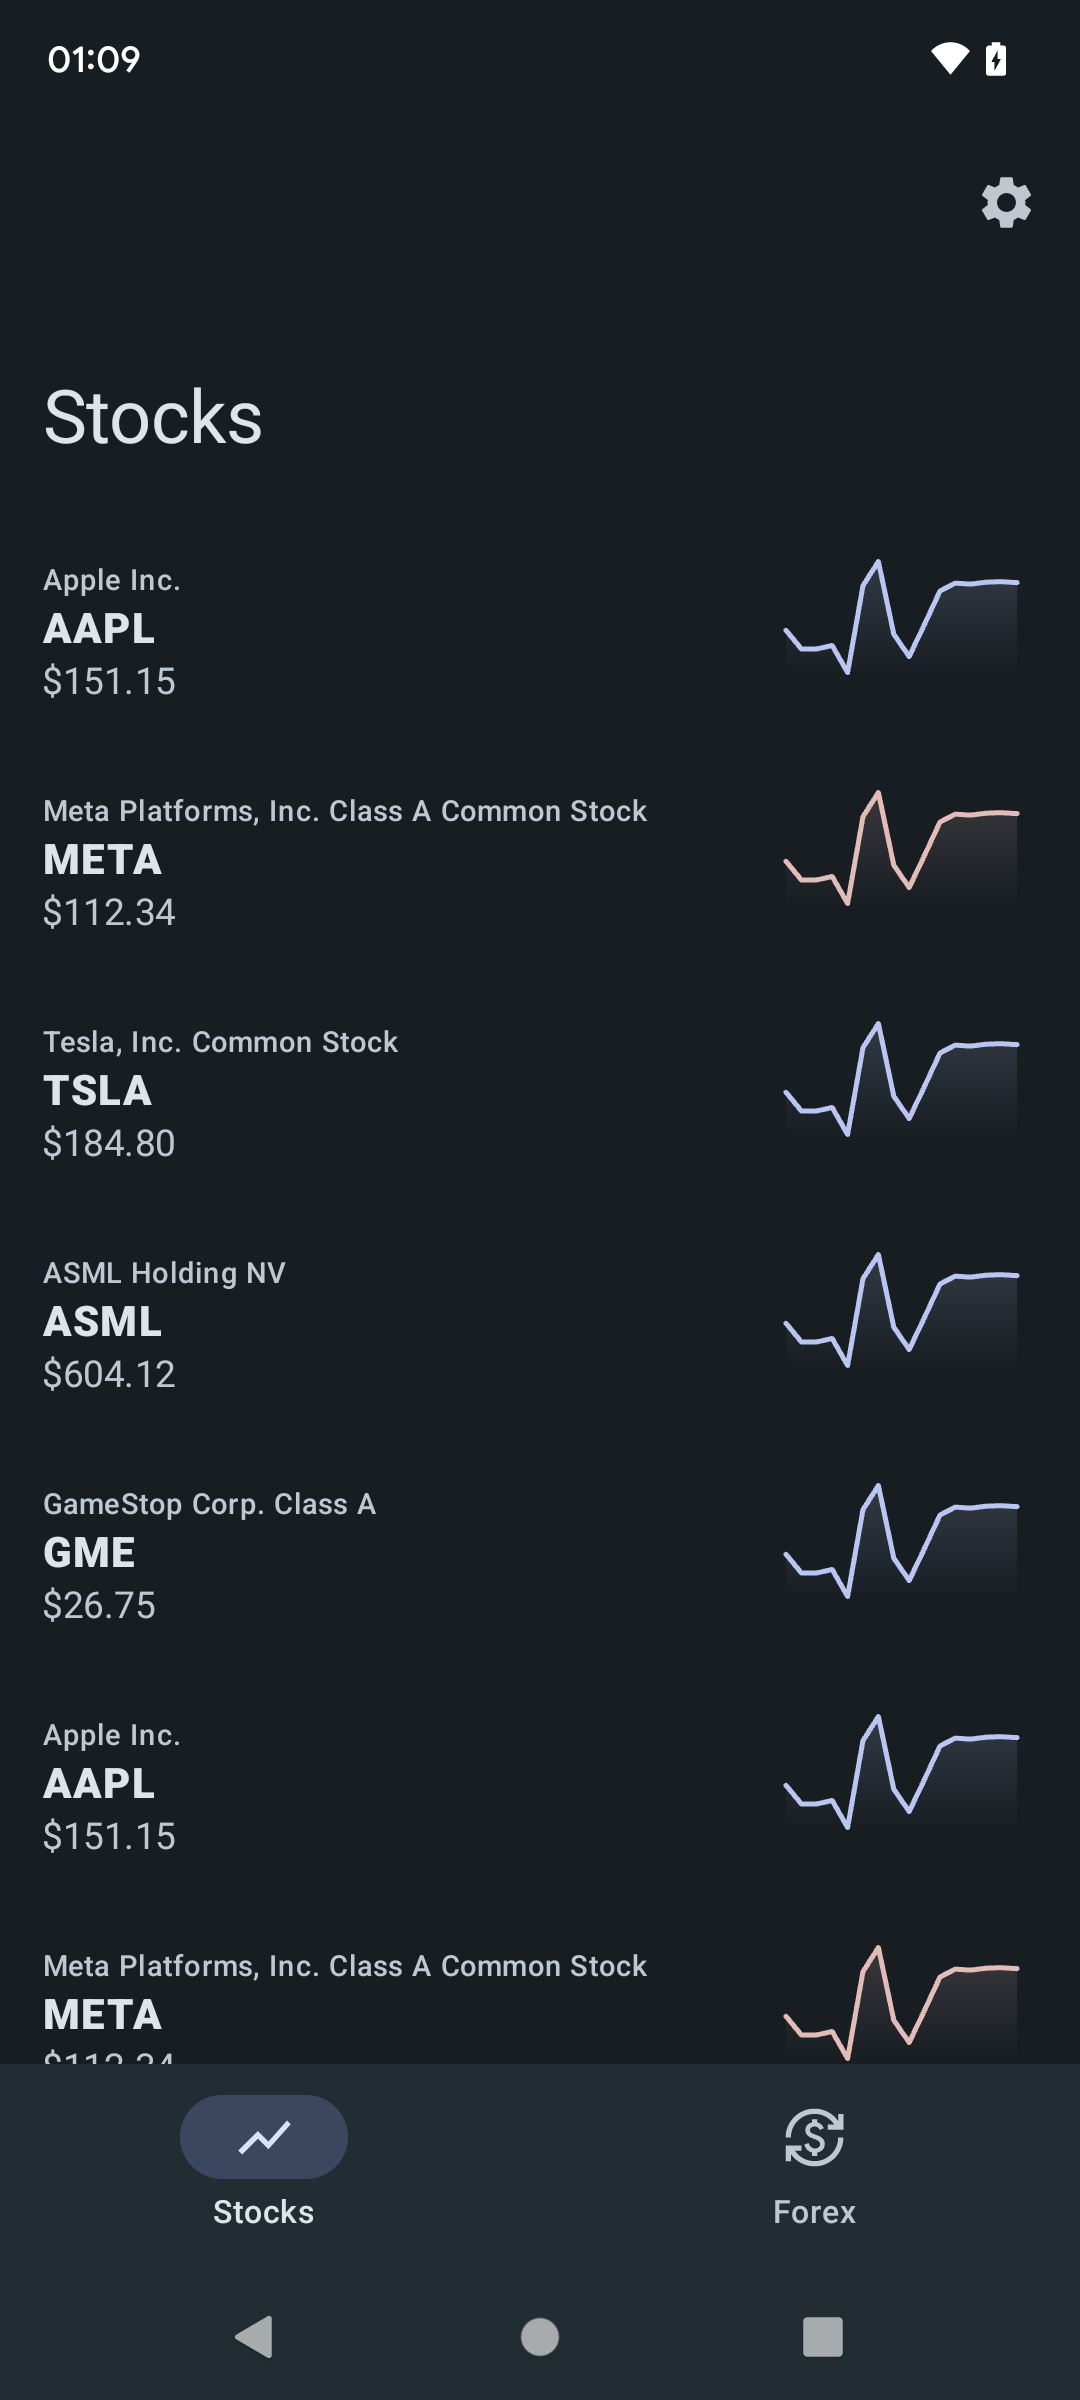 01:09
Stocks
Apple Inc.
AAPL
$151.15
Meta Platforms, Inc. Class A Common Stock
META
$112.34
Tesla, Inc. Common Stock
TSLA
$184.80
ASML Holding NV
ASML
$604.12
GameStop Corp. Class A
GME
$26.75
Apple Inc.
AAPL
$151.15
Meta Platforms, Inc. Class A Common Stock
META
Stocks
Forex